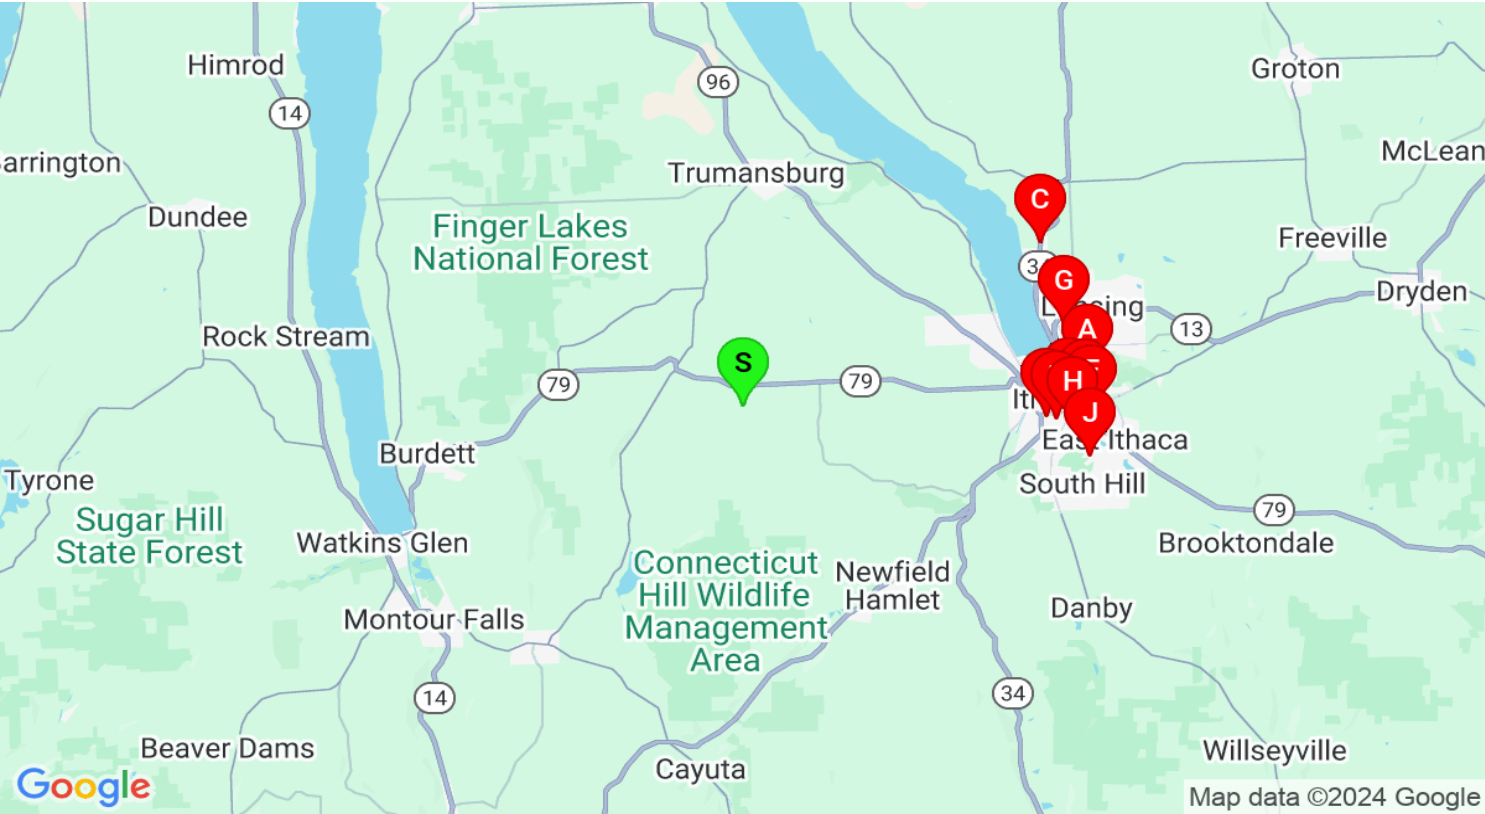 Himrod
96
Groton
14
Barrington
Trumansburg
McLean
Dundee
C
Finger Lakes
National Forest
Freeville
G
Dryden
A
13
Rock Stream
S
79
79
H
J
East Ithaca
Burdett
Tyrone
South Hill
Sugar Hill
State Forest
79
Watkins Glen
Brooktondale
Connecticut
Hill Wildlife
Management
Area
Newfield
Hamlet
Montour Falls
Danby
14
34
Beaver Dams
Willseyville
Cayuta
Google
Map data ©2024 Google